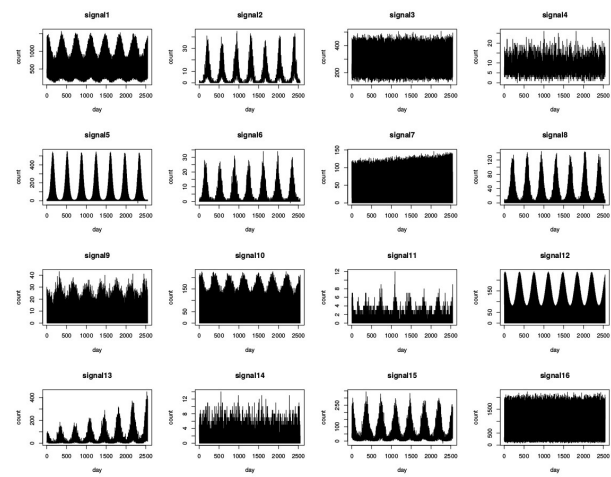 signal1 signal2 signal3 signal4
count 500 1000 count 0 10 30 count 200 400 count 0 5 10 20
0 500 1000 1500 2000 2500 0 500 1000 1500 2000 2500 0 500 1000 1500 2000 2500 0 500 1000 1500 2000 2500
day day day day
signal5 signal6 signal7 signal8
count 0 200 400 count 0 10 20 30 count 0 50 100 150 count 0 40 80 120
0 500 1000 1500 2000 2500 0 500 1000 1500 2000 2500 0 500 1000 1500 2000 2500 0 500 1000 1500 2000 2500
day day day day
signal9 signal10 signal11 signal12
count 0 10 20 30 40 count 0 50 150 count 0 2 4 6 8 12 count 0 50 150
0 500 1000 1500 2000 2500 0 500 1000 1500 2000 2500 0 500 1000 1500 2000 2500 0 500 1000 1500 2000 2500
day day day day
signal13 signal14 signal15 signal16
count 0 200 400 count 0 4 8 12 count 0 100 250 count 0 500 1500
0 500 1000 1500 2000 2500 0 500 1000 1500 2000 2500 0 500 1000 1500 2000 2500 0 500 1000 1500 2000 2500
day day day day